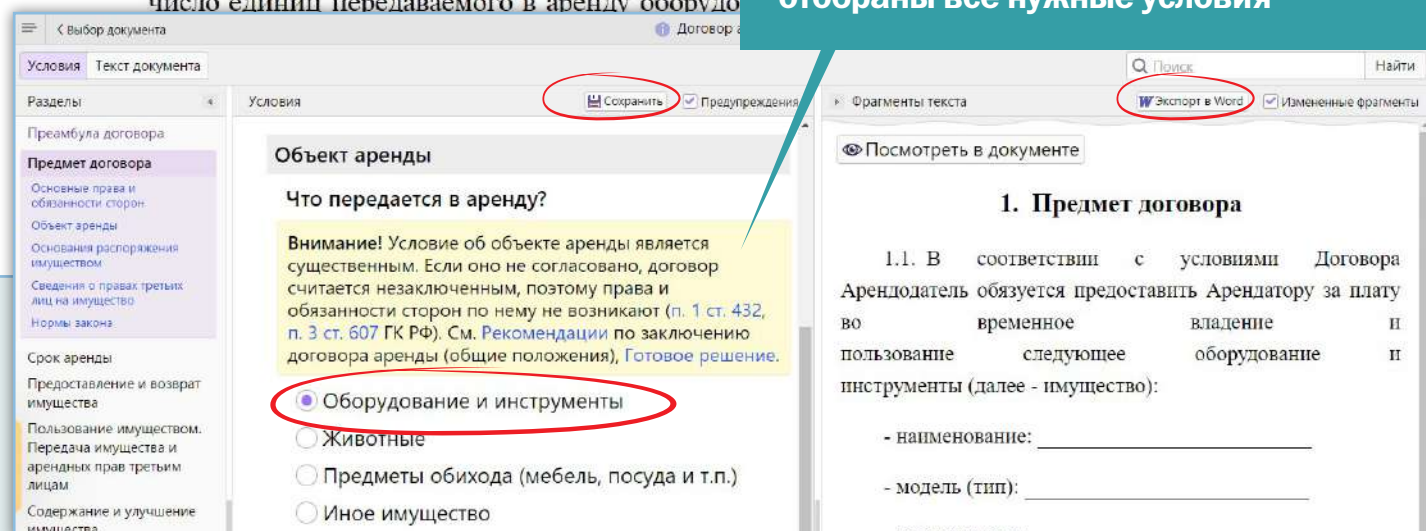 число единиц передаваемого в аренду оборудо
отобраны все нужные условия
< Выбор документа
Договор а
Условия Текст документа
Поиск Найти
Разделы
Преамбула договора
Предмет договора
Основные права и
обязанности сторон
Объект аренды
Основания распоряжения
имуществом
Сведения о правах третьих
лиц на имущество
Нормы закона
Срок аренды
Предоставление и возврат
имущества
Пользование имуществом.
Передача имущества и
арендных прав третьим
лицам
Содержание и улучшение
имущества
Условия Сохранить Предупреждения
Объект аренды
Что передается в аренду?
Внимание! Условие об объекте аренды является
существенным. Если оно не согласовано, договор
считается незаключенным, поэтому права и
обязанности сторон по нему не возникают (п. 1 ст. 432,
п. 3 ст. 607 ГК РФ). См. Рекомендации по заключению
договора аренды (общие положения), Готовое решение.
Оборудование и инструменты
Животные
Предметы обихода (мебель, посуда и т.п.)
Иное имущество
Фрагменты текста Экспорт в Word Измененные фрагменты
Посмотреть в документе
1. Предмет договора
1.1. В соответствии с условиями Договора
Арендодатель обязуется предоставить Арендатору за плату
во временное владение и
пользование следующее оборудование и
инструменты (далее - имущество):
- наименование:
- модель (тип):